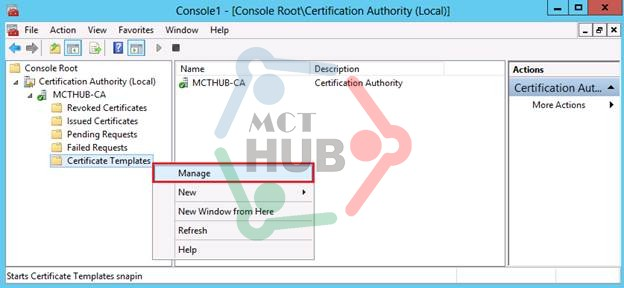 Console1 - [Console Root\Certification Authority (Local)]
File Action View Favorites Window Help
Console Root
Certification Authority (Local)
MCTHUB-CA
Revoked Certificates
Issued Certificates
Pending Requests
Failed Requests
Certificate Templates
Name Description
MCTHUB-CA Certification Authority
MCT
HUB
Manage
New
New Window from Here
Refresh
Help
Actions
Certification Aut...
More Actions
Starts Certificate Templates snapin